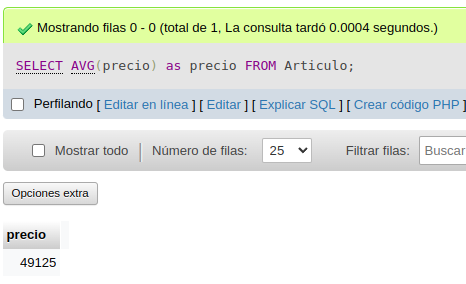 Mostrando filas 0 - 0 (total de 1, La consulta tardó 0.0004 segundos.)
SELECT AVG(precio) as precio FROM Articulo;
Perfilando [ Editar en línea ] [ Editar ] [ Explicar SQL ] [ Crear código PHP ]
Mostrar todo | Número de filas: 25 Filtrar filas: Buscar
Opciones extra
precio
49125